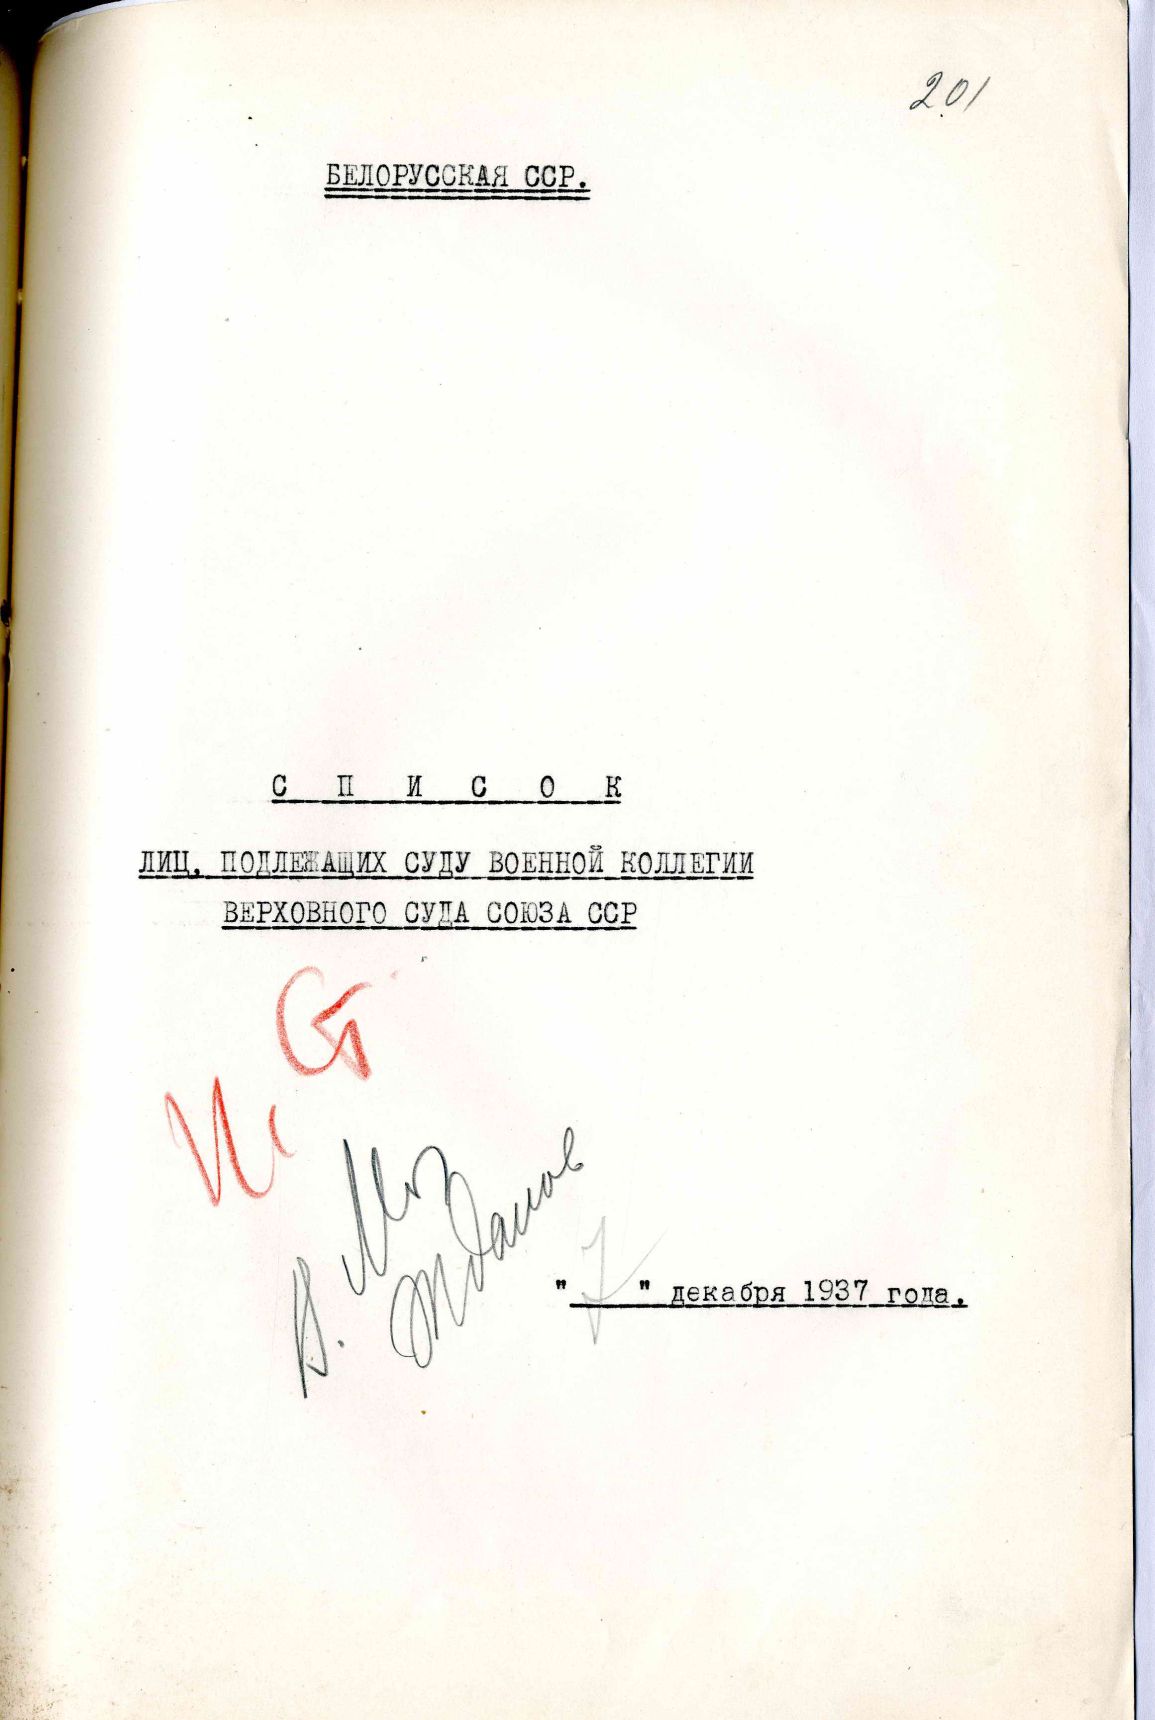 201
БЕЛОРУССКАЯ ССР.
С П И С О К
ЛИЦ, ПОДЛЕЖАЩИХ СУДУ ВОЕННОЙ КОЛЛЕГИИ
ВЕРХОВНОГО СУДА СОЮЗА ССР
И. Ст
В. Мол
Жданов
" 7 " декабря 1937 года.